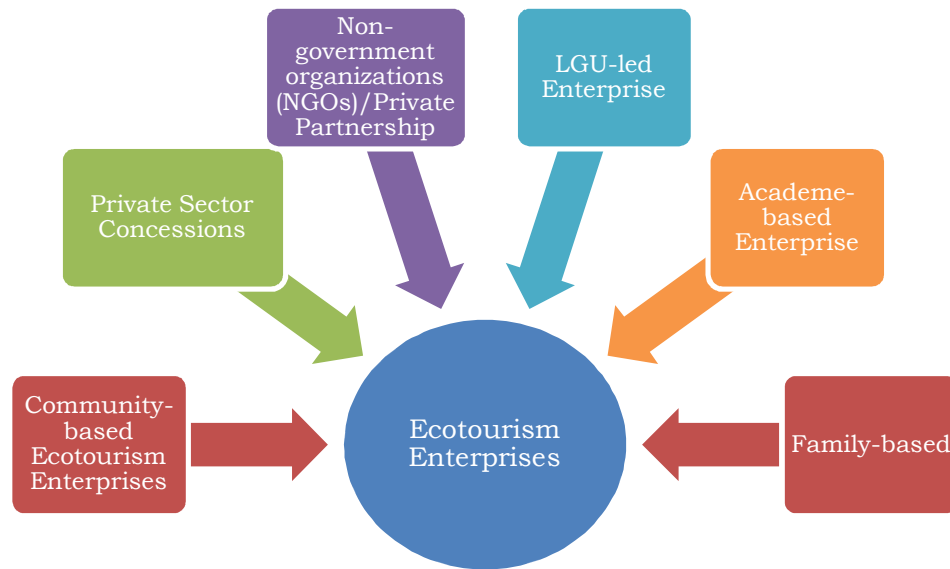 Non-
government
organizations
(NGOs)/Private
Partnership
LGU-led
Enterprise
Private Sector
Concessions
Academe-
based
Enterprise
Community-
based
Ecotourism
Enterprises
Ecotourism
Enterprises
Family-based